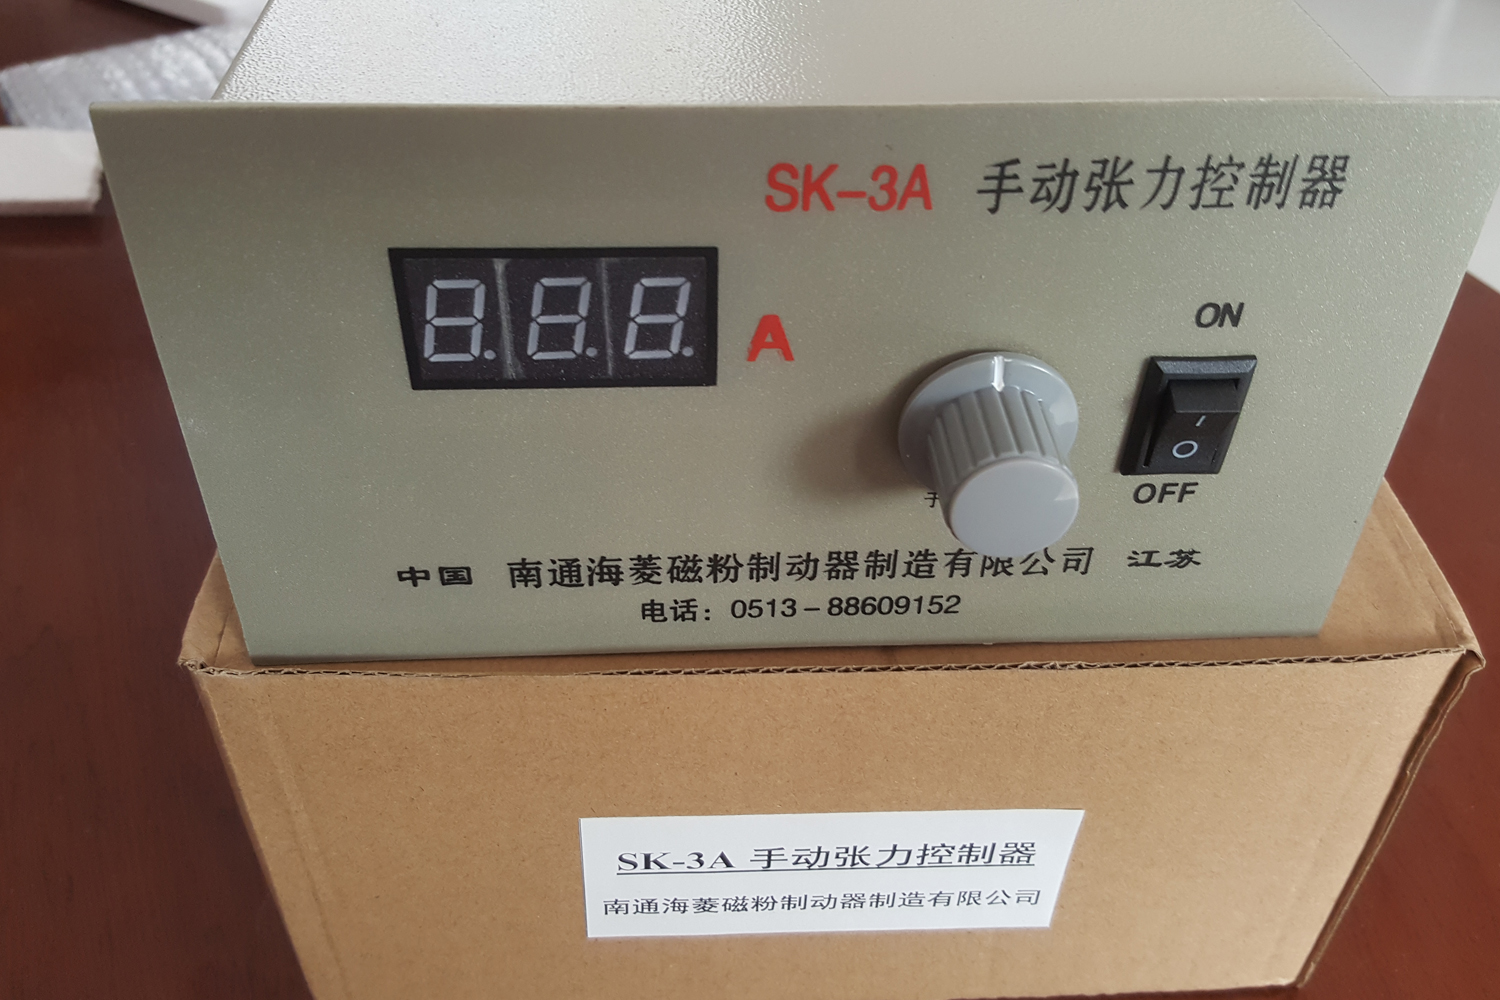 SK-3A 手动张力控制器
8.8.8. A
ON
OFF
中国 南通海菱磁粉制动器制造有限公司 江苏
电话：0513-88609152
SK-3A 手动张力控制器
南通海菱磁粉制动器制造有限公司